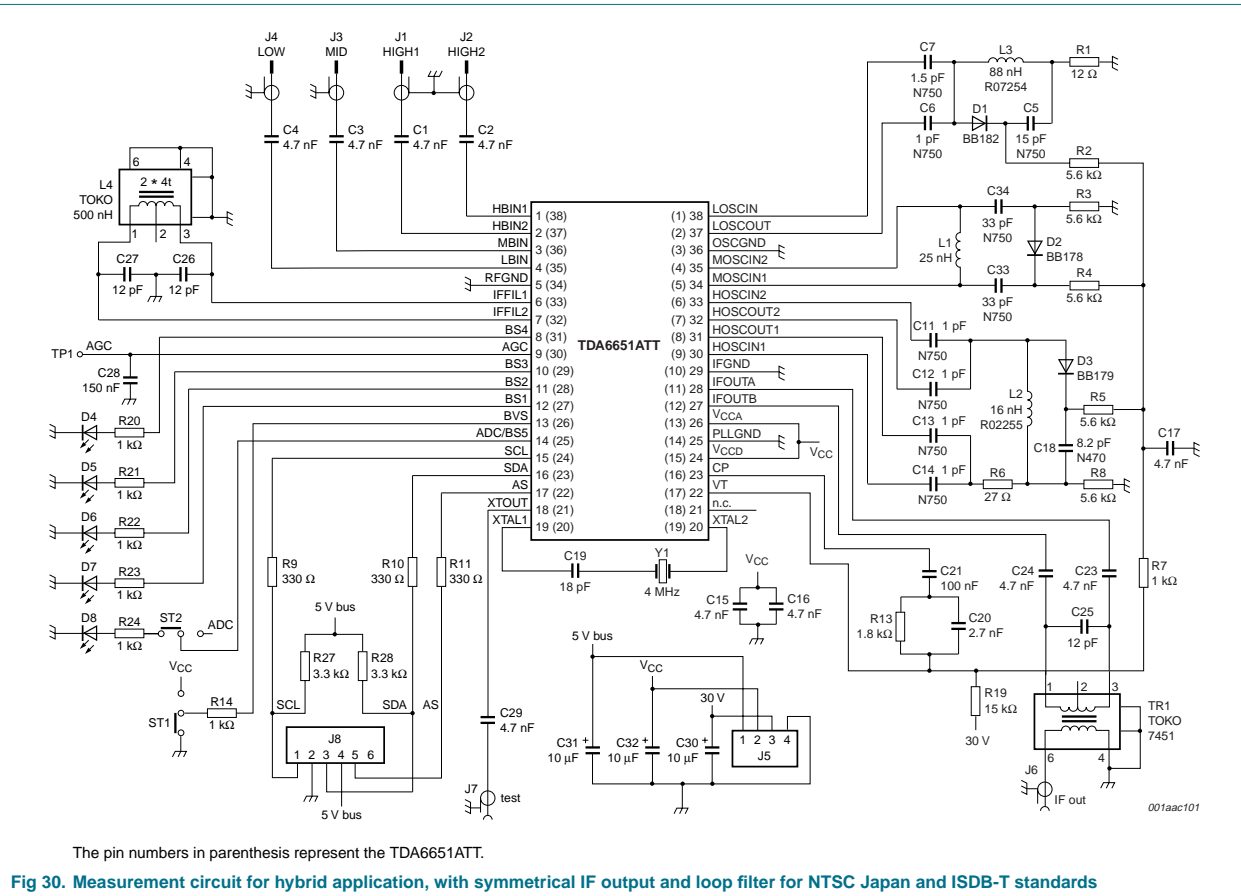 J4
LOW
J3
MID
J1
HIGH1
J2
HIGH2
C4
4.7 nF
C3
4.7 nF
C1
4.7 nF
C2
4.7 nF
C7
1.5 pF
N750
L3
88 nH
R07254
R1
12 Ω
C6
1 pF
N750
D1
BB182
C5
15 pF
N750
R2
5.6 kΩ
L4
TOKO
500 nH
6
4
2 * 4t
1
2
3
C27
12 pF
C26
12 pF
HBIN1
HBIN2
MBIN
LBIN
RFGND
IFFIL1
IFFIL2
BS4
AGC
BS3
BS2
BS1
BVS
ADC/BS5
SCL
SDA
AS
XTOUT
XTAL1
1 (38)
2 (37)
3 (36)
4 (35)
5 (34)
6 (33)
7 (32)
8 (31)
9 (30)
10 (29)
11 (28)
12 (27)
13 (26)
14 (25)
15 (24)
16 (23)
17 (22)
18 (21)
19 (20)
TDA6651ATT
(1) 38
(2) 37
(3) 36
(4) 35
(5) 34
(6) 33
(7) 32
(8) 31
(9) 30
(10) 29
(11) 28
(12) 27
(13) 26
(14) 25
(15) 24
(16) 23
(17) 22
(18) 21
(19) 20
LOSCIN
LOSCOUT
OSCGND
MOSCIN2
MOSCIN1
HOSCIN2
HOSCOUT2
HOSCOUT1
HOSCIN1
IFGND
IFOUTA
IFOUTB
VCCA
PLLGND
VCCD
CP
VT
n.c.
XTAL2
VCC
C34
33 pF
N750
R3
5.6 kΩ
L1
25 nH
D2
BB178
C33
33 pF
N750
R4
5.6 kΩ
C11 1 pF
N750
C12 1 pF
N750
C13 1 pF
N750
C14 1 pF
N750
D3
BB179
L2
16 nH
R02255
R5
5.6 kΩ
C18
8.2 pF
N470
R6
27 Ω
R8
5.6 kΩ
C17
4.7 nF
TP1
AGC
C28
150 nF
D4
R20
1 kΩ
D5
R21
1 kΩ
D6
R22
1 kΩ
D7
R23
1 kΩ
D8
R24
1 kΩ
ST2
ADC
VCC
ST1
R14
1 kΩ
R9
330 Ω
R10
330 Ω
R11
330 Ω
5 V bus
R27
3.3 kΩ
R28
3.3 kΩ
SCL
SDA
AS
J8
1 2 3 4 5 6
5 V bus
C29
4.7 nF
J7
test
C19
18 pF
Y1
4 MHz
VCC
C15
4.7 nF
C16
4.7 nF
5 V bus
VCC
30 V
C31
10 μF
+
C32
10 μF
+
C30
10 μF
+
1 2 3 4
J5
C21
100 nF
R13
1.8 kΩ
C20
2.7 nF
R19
15 kΩ
30 V
C24
4.7 nF
C23
4.7 nF
C25
12 pF
R7
1 kΩ
1
2
3
TR1
TOKO
7451
6
4
J6
IF out
001aac101
The pin numbers in parenthesis represent the TDA6651ATT.
Fig 30. Measurement circuit for hybrid application, with symmetrical IF output and loop filter for NTSC Japan and ISDB-T standards